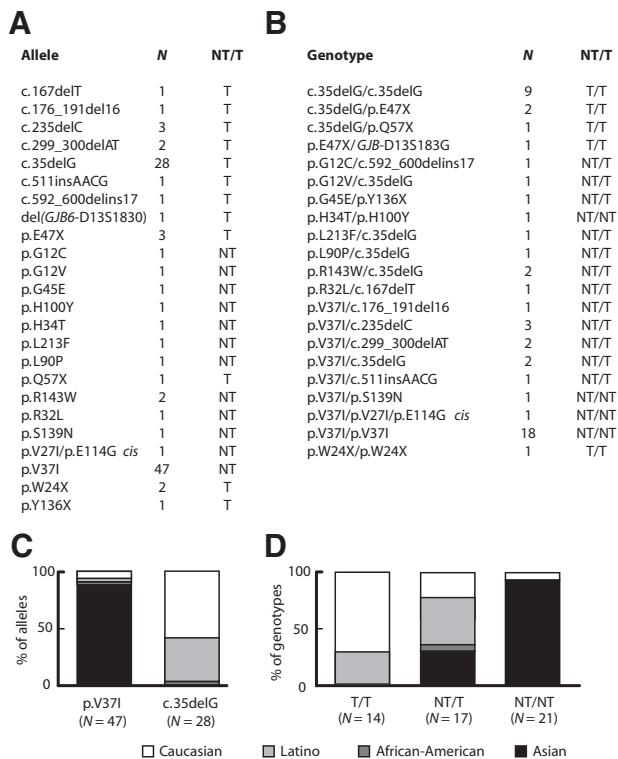 A
Allele N NT/T
c.167delT 1 T
c.176_191del16 1 T
c.235delC 3 T
c.299_300delAT 2 T
c.35delG 28 T
c.511insAACG 1 T
c.592_600delins17 1 T
del(GJB6-D13S1830) 1 T
p.E47X 3 T
p.G12C 1 NT
p.G12V 1 NT
p.G45E 1 NT
p.H100Y 1 NT
p.H34T 1 NT
p.L213F 1 NT
p.L90P 1 NT
p.Q57X 1 T
p.R143W 2 NT
p.R32L 1 NT
p.S139N 1 NT
p.V27I/p.E114G cis 1 NT
p.V37I 47 NT
p.W24X 2 T
p.Y136X 1 T
B
Genotype N NT/T
c.35delG/c.35delG 9 T/T
c.35delG/p.E47X 2 T/T
c.35delG/p.Q57X 1 T/T
p.E47X/GJB-D13S183G 1 T/T
p.G12C/c.592_600delins17 1 NT/T
p.G12V/c.35delG 1 NT/T
p.G45E/p.Y136X 1 NT/T
p.H34T/p.H100Y 1 NT/NT
p.L213F/c.35delG 1 NT/T
p.L90P/c.35delG 1 NT/T
p.R143W/c.35delG 2 NT/T
p.R32L/c.167delT 1 NT/T
p.V37I/c.176_191del16 1 NT/T
p.V37I/c.235delC 3 NT/T
p.V37I/c.299_300delAT 2 NT/T
p.V37I/c.35delG 2 NT/T
p.V37I/c.511insAACG 1 NT/T
p.V37I/p.S139N 1 NT/NT
p.V37I/p.V27I/p.E114G cis 1 NT/NT
p.V37I/p.V37I 18 NT/NT
p.W24X/p.W24X 1 T/T
C
% of alleles
100
50
0
p.V37I c.35delG
(N = 47) (N = 28)
D
% of genotypes
100
50
0
T/T NT/T NT/NT
(N = 14) (N = 17) (N = 21)
Caucasian Latino African-American Asian